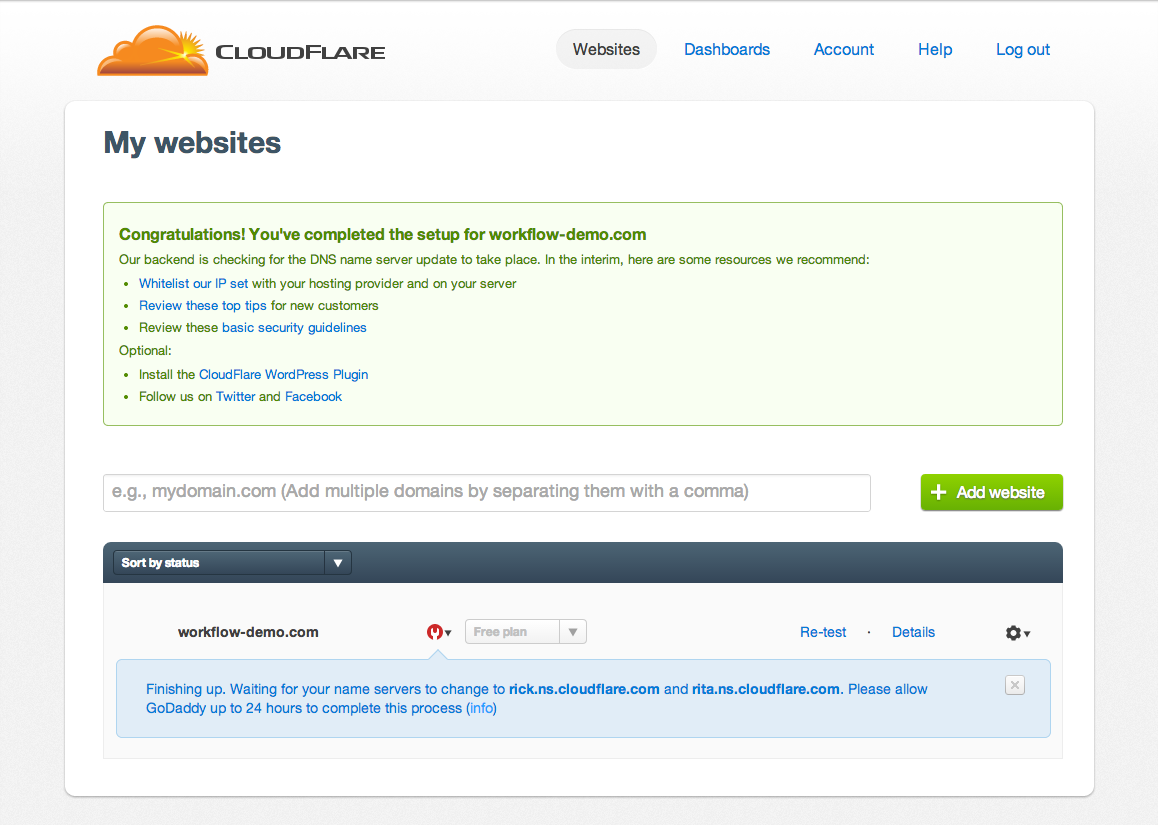 CLOUDFLARE
Websites Dashboards Account Help Log out
My websites
Congratulations! You've completed the setup for workflow-demo.com
Our backend is checking for the DNS name server update to take place. In the interim, here are some resources we recommend:
• Whitelist our IP set with your hosting provider and on your server
• Review these top tips for new customers
• Review these basic security guidelines
Optional:
• Install the CloudFlare WordPress Plugin
• Follow us on Twitter and Facebook
e.g., mydomain.com (Add multiple domains by separating them with a comma)
+ Add website
Sort by status
workflow-demo.com Free plan Re-test · Details
Finishing up. Waiting for your name servers to change to rick.ns.cloudflare.com and rita.ns.cloudflare.com. Please allow
GoDaddy up to 24 hours to complete this process (info)